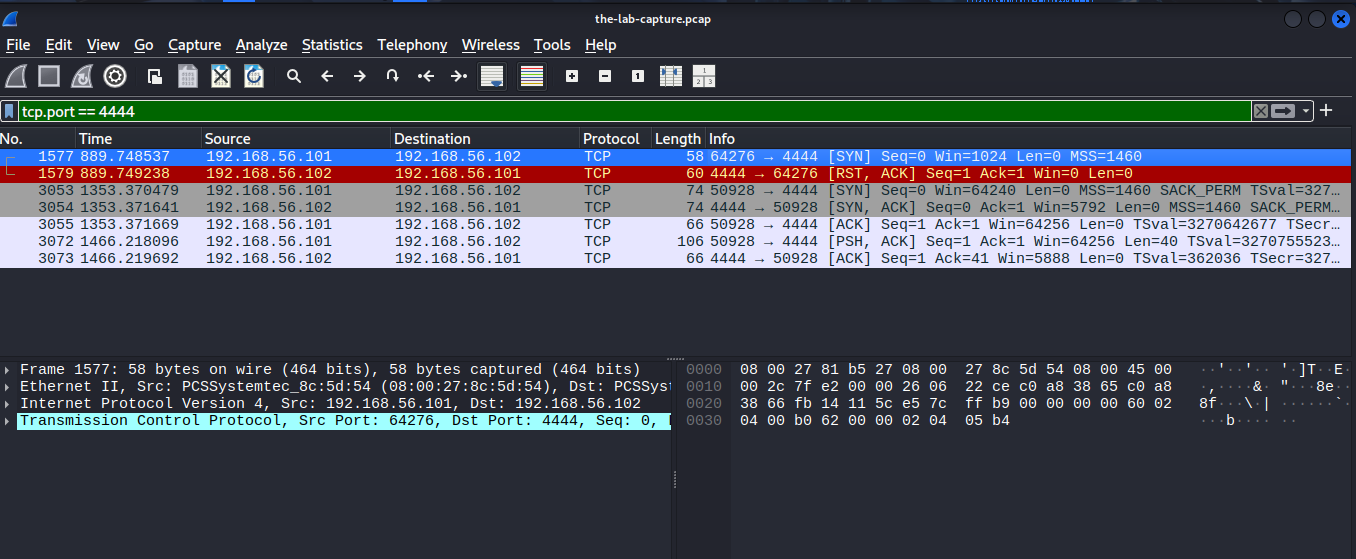 the-lab-capture.pcap
File Edit View Go Capture Analyze Statistics Telephony Wireless Tools Help
tcp.port == 4444
No. Time Source Destination Protocol Length Info
1577 889.748537 192.168.56.101 192.168.56.102 TCP 58 64276 → 4444 [SYN] Seq=0 Win=1024 Len=0 MSS=1460
1579 889.749238 192.168.56.102 192.168.56.101 TCP 60 4444 → 64276 [RST, ACK] Seq=1 Ack=1 Win=0 Len=0
3053 1353.370479 192.168.56.101 192.168.56.102 TCP 74 50928 → 4444 [SYN] Seq=0 Win=64240 Len=0 MSS=1460 SACK_PERM TSval=327…
3054 1353.371641 192.168.56.102 192.168.56.101 TCP 74 4444 → 50928 [SYN, ACK] Seq=0 Ack=1 Win=5792 Len=0 MSS=1460 SACK_PERM…
3055 1353.371669 192.168.56.101 192.168.56.102 TCP 66 50928 → 4444 [ACK] Seq=1 Ack=1 Win=64256 Len=0 TSval=3270642677 TSecr…
3072 1466.218096 192.168.56.101 192.168.56.102 TCP 106 50928 → 4444 [PSH, ACK] Seq=1 Ack=1 Win=64256 Len=40 TSval=3270755523…
3073 1466.219692 192.168.56.102 192.168.56.101 TCP 66 4444 → 50928 [ACK] Seq=1 Ack=41 Win=5888 Len=0 TSval=362036 TSecr=327…
Frame 1577: 58 bytes on wire (464 bits), 58 bytes captured (464 bits)
Ethernet II, Src: PCSSystemtec_8c:5d:54 (08:00:27:8c:5d:54), Dst: PCSSyst
Internet Protocol Version 4, Src: 192.168.56.101, Dst: 192.168.56.102
Transmission Control Protocol, Src Port: 64276, Dst Port: 4444, Seq: 0,
0000 08 00 27 81 b5 27 08 00 27 8c 5d 54 08 00 45 00 ··'··'·· '·]T··E·
0010 00 2c 7f e2 00 00 26 06 22 ce c0 a8 38 65 c0 a8 ·,····&· "···8e··
0020 38 66 fb 14 11 5c e5 7c ff b9 00 00 00 00 60 02 8f···\·| ······`·
0030 04 00 b0 62 00 00 02 04 05 b4 ···b···· ··